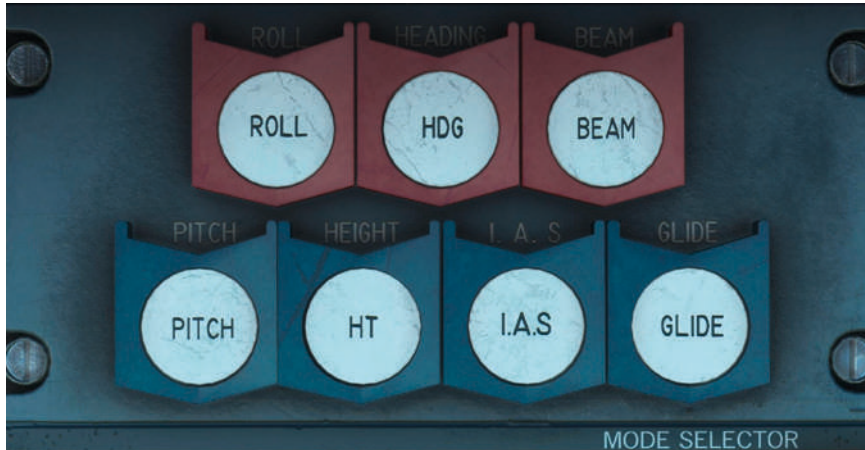 ROLL HEADING BEAM
ROLL HDG BEAM
PITCH HEIGHT I. A. S GLIDE
PITCH HT I.A.S GLIDE
MODE SELECTOR